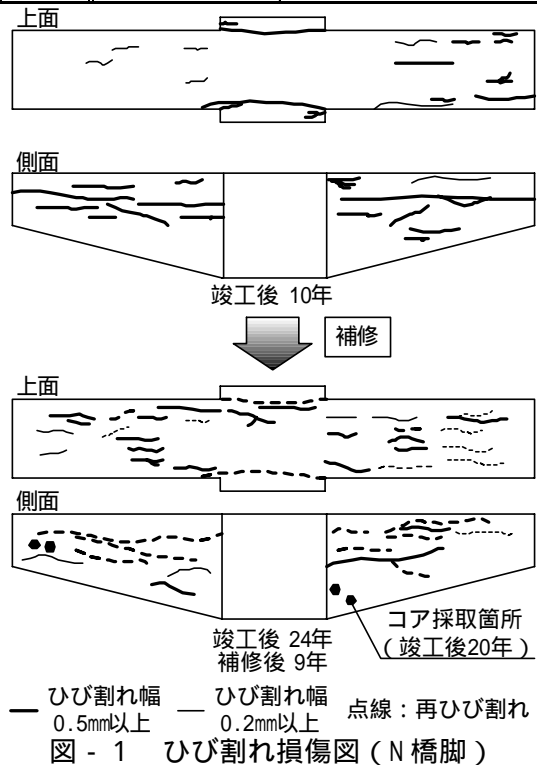 上面
側面
竣工後 10年
補修
上面
側面
コア採取箇所
(竣工後20年)
竣工後 24年
補修後 9年
ひび割れ幅
0.5mm以上
ひび割れ幅
0.2mm以上
点線:再ひび割れ
図 - 1 ひび割れ損傷図(N橋脚)